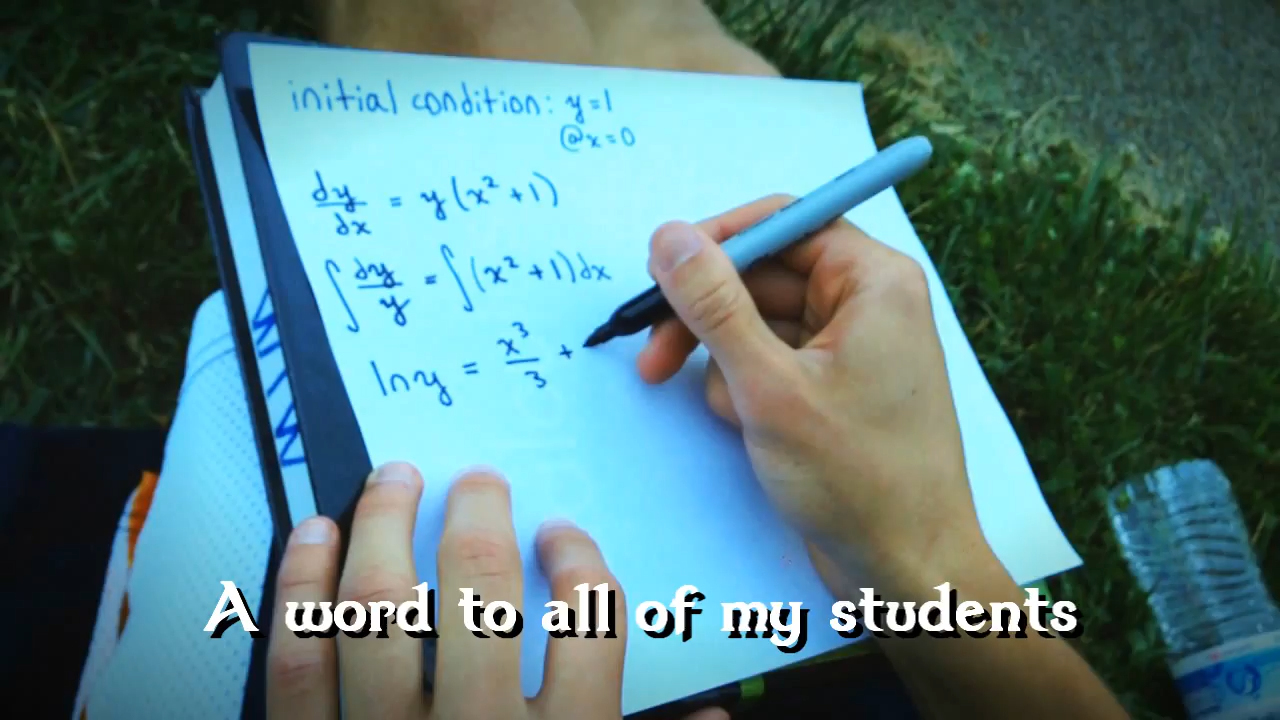 initial condition: y=1
@x=0
dy/dx = y(x² +1)
∫ dy/y = ∫(x² +1)dx
ln y = x³/3 +
A word to all of my students